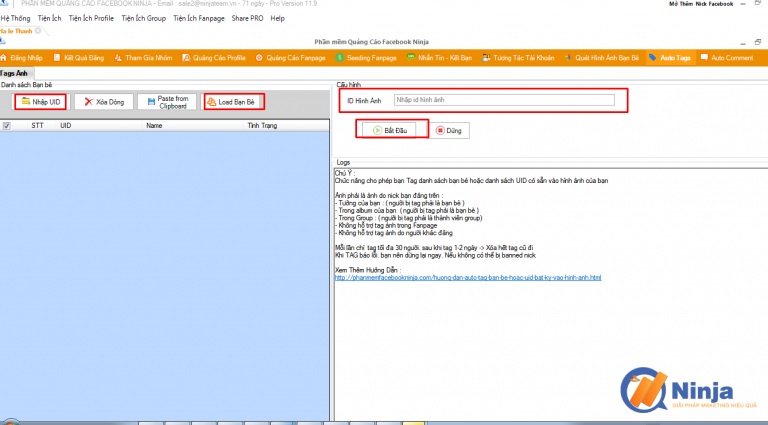 PHẦN MỀM QUẢNG CÁO FACEBOOK NINJA - Email : sale2@ninjateam.vn - 71 ngày - Pro Version 11.9
Mở Thêm Nick Facebook
Hệ Thống Tiện Ích Tiện Ích Profile Tiện Ích Group Tiện Ích Fanpage Share PRO Hỗ Trợ
rta le Thanh
Phần mềm Quảng Cáo Facebook Ninja
Đăng Nhập Kết Quả Đăng Tham Gia Nhóm Quảng Cáo Profile Quảng Cáo Fanpage Seeding Fanpage Nhắn Tin - Kết Bạn Tương Tác Tài Khoản Quét Hình Ảnh Bạn Bè Auto Tags Auto Comment
Tags Ảnh
Danh sách Bạn bè
Cấu hình
Nhập UID Xóa Dòng Paste from Clipboard Load Bạn Bè
ID Hình Ảnh Nhập id hình ảnh
STT UID Name Tình Trạng
Bắt Đầu Dừng
Logs
Chú Ý :
Chức năng cho phép bạn Tag danh sách bạn bè hoặc danh sách UID có sẵn vào hình ảnh của bạn
Ảnh phải là ảnh do nick bạn đăng trên :
- Tường của bạn : ( người bị tag phải là bạn bè )
- Trong album của bạn ( người bị tag phải là bạn bè )
- Trong Group : ( người bị tag phải là thành viên group)
- Không hỗ trợ tag ảnh trong Fanpage
- Không hỗ trợ tag ảnh do người khác đăng
Mỗi lần chỉ tag tối đa 30 người. sau khi tag 1-2 ngày -> Xóa hết tag cũ đi
Khi TAG báo lỗi. bạn nên dừng lại ngay. Nếu không có thể bị banned nick
Xem Thêm Hướng Dẫn :
http://phanmemfacebookninja.com/huong-dan-auto-tag-ban-be-hoac-uid-bat-ky-vao-hinh-anh.html
Ninja
GIẢI PHÁP MARKETING HIỆU QUẢ